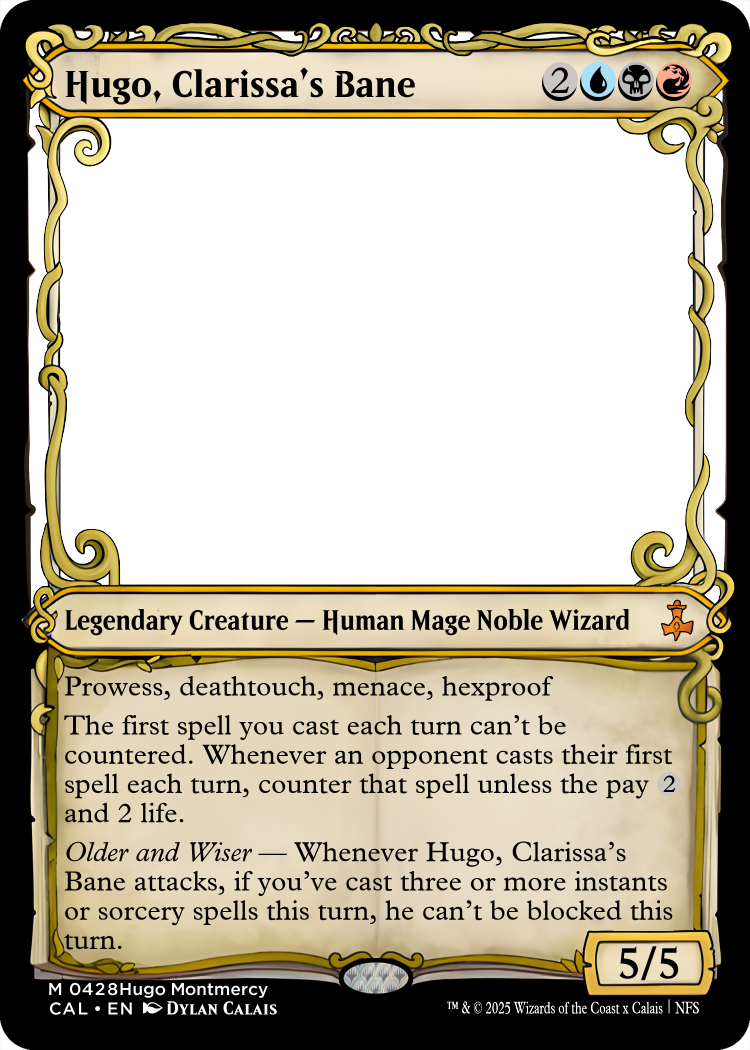 Hugo, Clarissa's Bane 2
Legendary Creature — Human Mage Noble Wizard
Prowess, deathtouch, menace, hexproof
The first spell you cast each turn can't be
countered. Whenever an opponent casts their first
spell each turn, counter that spell unless the pay 2
and 2 life.
Older and Wiser — Whenever Hugo, Clarissa's
Bane attacks, if you've cast three or more instants
or sorcery spells this turn, he can't be blocked this
turn.
5/5
M 0428Hugo Montmercy
CAL • EN Dylan Calais
™ & © 2025 Wizards of the Coast x Calais | NFS